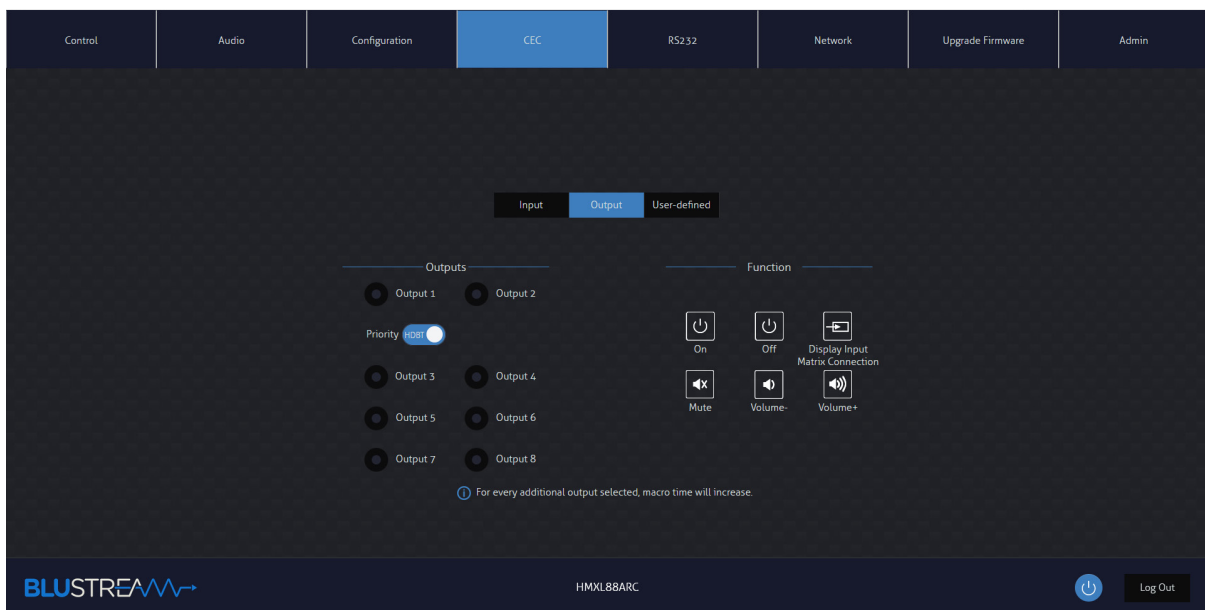 Control Audio Configuration CEC RS232 Network Upgrade Firmware Admin
Input Output User-defined
Outputs Function
Output 1 Output 2
Priority HDBT
On Off Display Input
Matrix Connection
Output 3 Output 4
Mute Volume- Volume+
Output 5 Output 6
Output 7 Output 8
For every additional output selected, macro time will increase.
BLUSTREAM HMXL88ARC Log Out